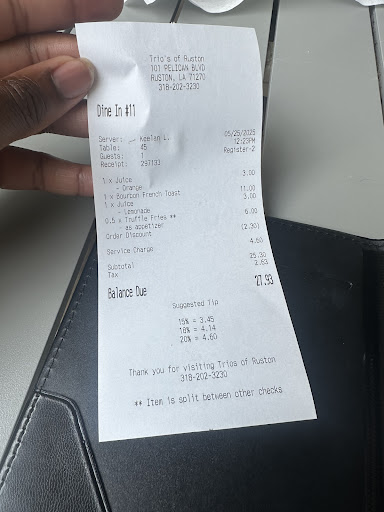 Trio's of Ruston
101 PELICAN BLVD
RUSTON, LA 71270
318-202-3230
Dine In #11
Server: Keelan L. 05/25/2025
Table: 45 12:23PM
Guests: 1 Register-2
Receipt: 297133
1 x Juice 3.00
- Orange
1 x Bourbon French Toast 11.00
1 x Juice 3.00
- Lemonade
0.5 x Truffle Fries ** 6.00
- as appetizer
Order Discount (2.30)
Service Charge 4.60
Subtotal 25.30
Tax 2.63
Balance Due 27.93
Suggested Tip
15% = 3.45
18% = 4.14
20% = 4.60
Thank you for visiting Trios of Ruston
318-202-3230
** Item is split between other checks